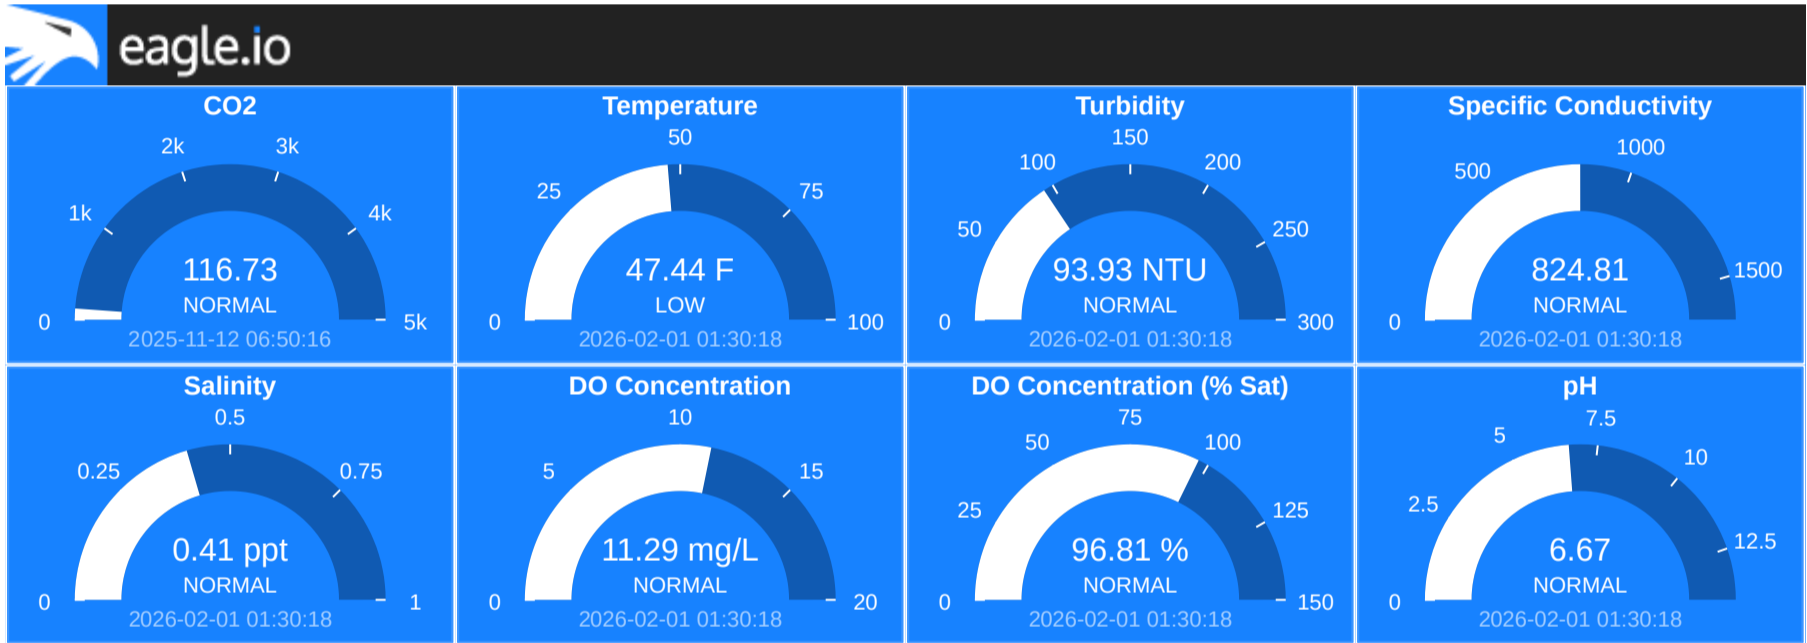 eagle.io
CO2
0
1k
2k
3k
4k
5k
116.73
NORMAL
2025-11-12 06:50:16
Temperature
0
25
50
75
100
47.44 F
LOW
2026-02-01 01:30:18
Turbidity
0
50
100
150
200
250
300
93.93 NTU
NORMAL
2026-02-01 01:30:18
Specific Conductivity
0
500
1000
1500
824.81
NORMAL
2026-02-01 01:30:18
Salinity
0
0.25
0.5
0.75
1
0.41 ppt
NORMAL
2026-02-01 01:30:18
DO Concentration
0
5
10
15
20
11.29 mg/L
NORMAL
2026-02-01 01:30:18
DO Concentration (% Sat)
0
25
50
75
100
125
150
96.81 %
NORMAL
2026-02-01 01:30:18
pH
0
2.5
5
7.5
10
12.5
6.67
NORMAL
2026-02-01 01:30:18